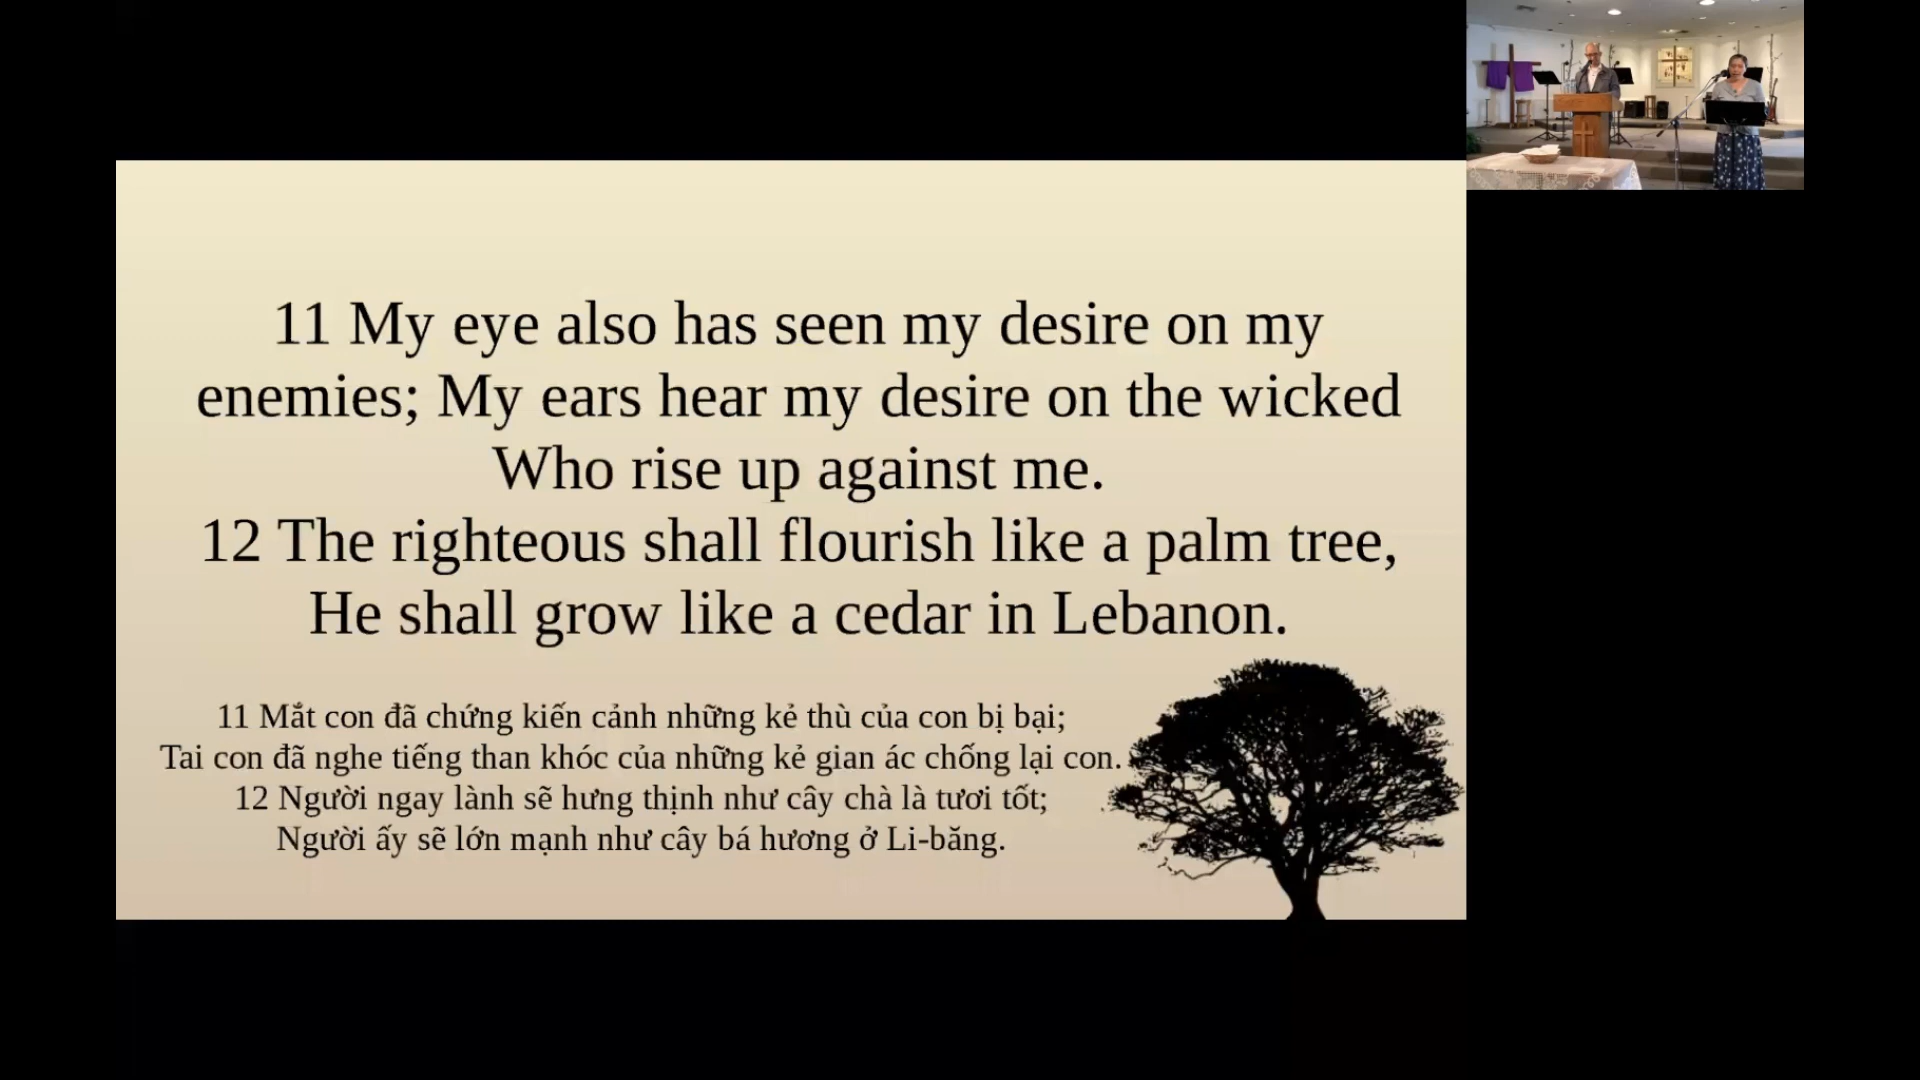 11 My eye also has seen my desire on my
enemies; My ears hear my desire on the wicked
Who rise up against me.
12 The righteous shall flourish like a palm tree,
He shall grow like a cedar in Lebanon.
11 Mắt con đã chứng kiến cảnh những kẻ thù của con bị bại;
Tai con đã nghe tiếng than khóc của những kẻ gian ác chống lại con.
12 Người ngay lành sẽ hưng thịnh như cây chà là tươi tốt;
Người ấy sẽ lớn mạnh như cây bá hương ở Li-băng.